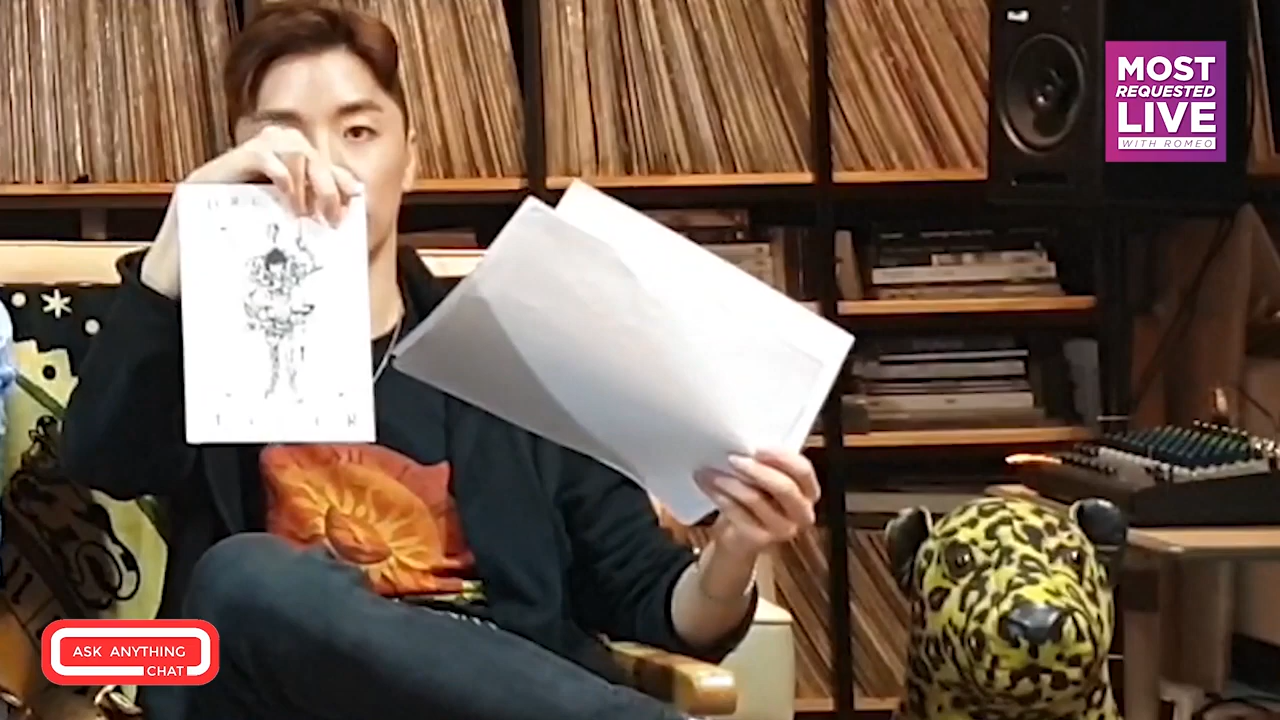 MOST
REQUESTED
LIVE
WITH ROMEO
ASK ANYTHING
CHAT